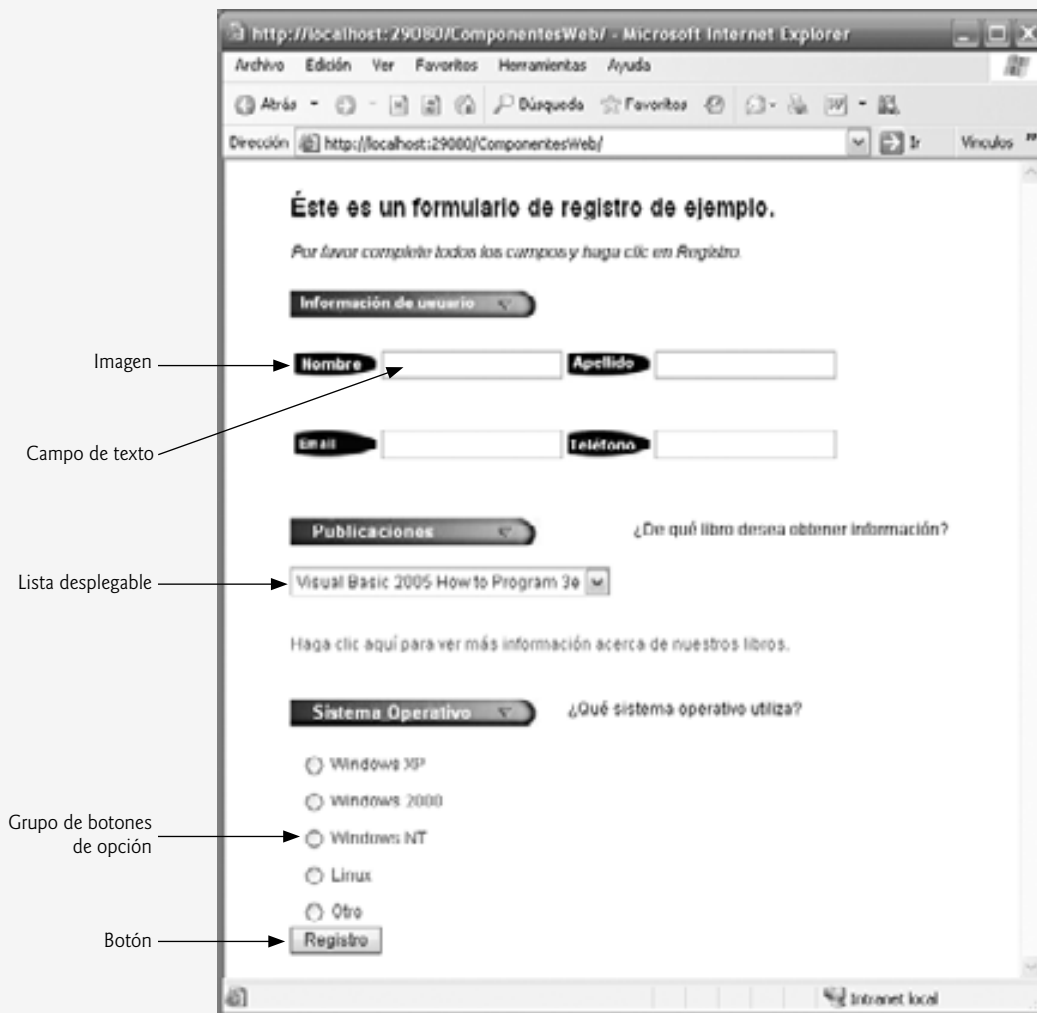 http://localhost:29080/ComponentesWeb/ - Microsoft Internet Explorer
Archivo Edición Ver Favoritos Herramientas Ayuda
Atrás Búsqueda Favoritos
Dirección http://localhost:29080/ComponentesWeb/ Ir Vínculos
Éste es un formulario de registro de ejemplo.
Por favor complete todos los campos y haga clic en Registro.
Información de usuario
Imagen
Nombre Apellido
Campo de texto
Email Teléfono
Publicaciones ¿De qué libro desea obtener información?
Lista desplegable
Visual Basic 2005 How to Program 3e
Haga clic aquí para ver más información acerca de nuestros libros.
Sistema Operativo ¿Qué sistema operativo utiliza?
Windows XP
Windows 2000
Grupo de botones
de opción
Windows NT
Linux
Otro
Botón
Registro
Intranet local